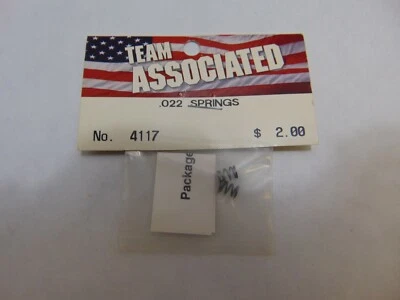 TEAM
ASSOCIATED
.022 SPRINGS
No. 4117 $ 2.00
Package